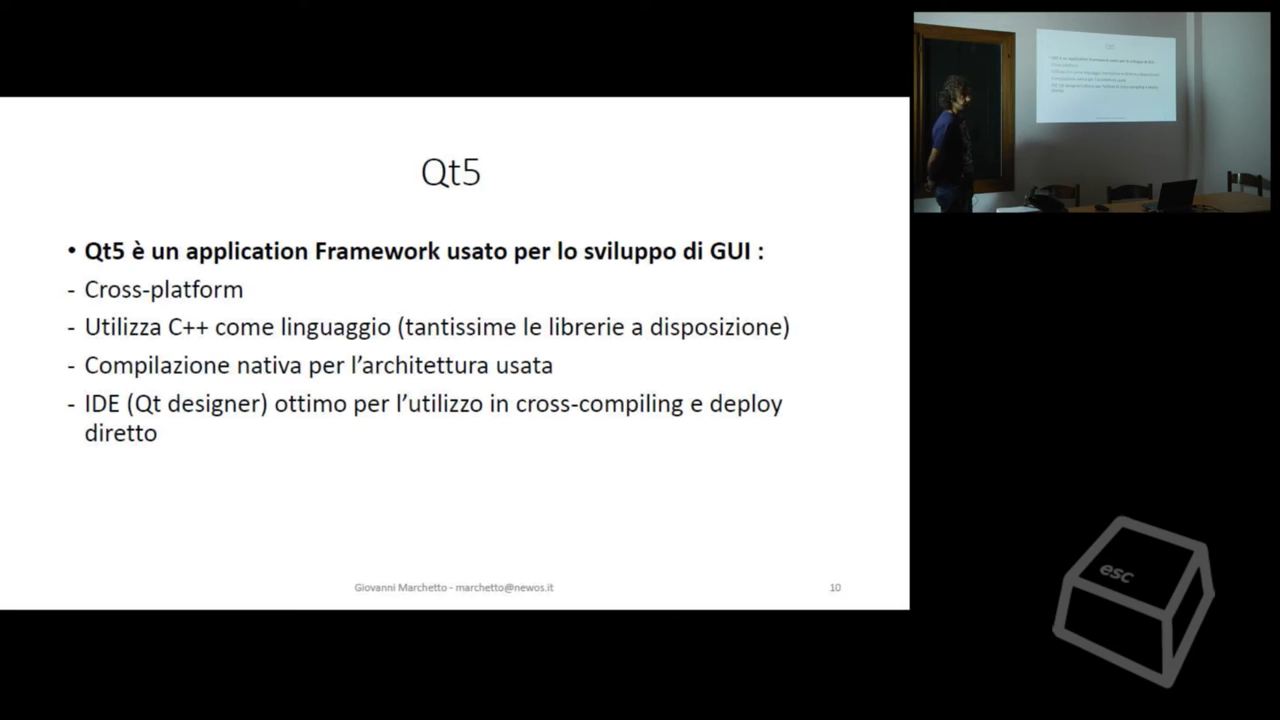 Qt5
• Qt5 è un application Framework usato per lo sviluppo di GUI :
- Cross-platform
- Utilizza C++ come linguaggio (tantissime le librerie a disposizione)
- Compilazione nativa per l’architettura usata
- IDE (Qt designer) ottimo per l’utilizzo in cross-compiling e deploy
diretto
Giovanni Marchetto - marchetto@newos.it
10
Qt5
esc